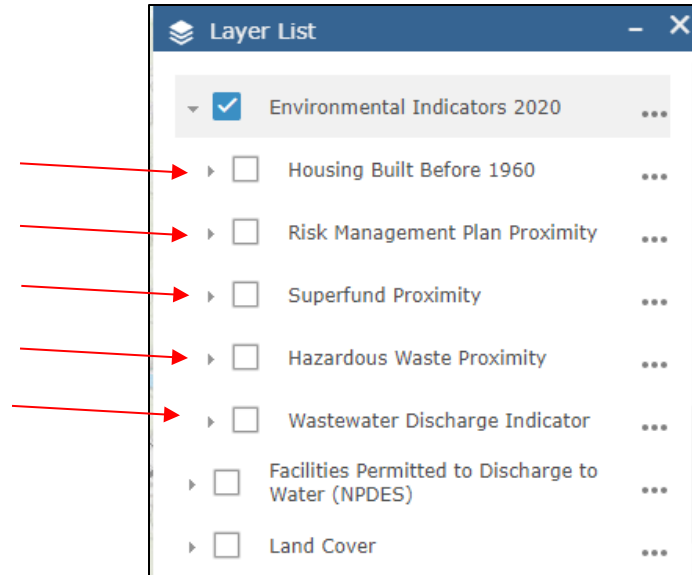 Layer List
Environmental Indicators 2020
Housing Built Before 1960
Risk Management Plan Proximity
Superfund Proximity
Hazardous Waste Proximity
Wastewater Discharge Indicator
Facilities Permitted to Discharge to
Water (NPDES)
Land Cover